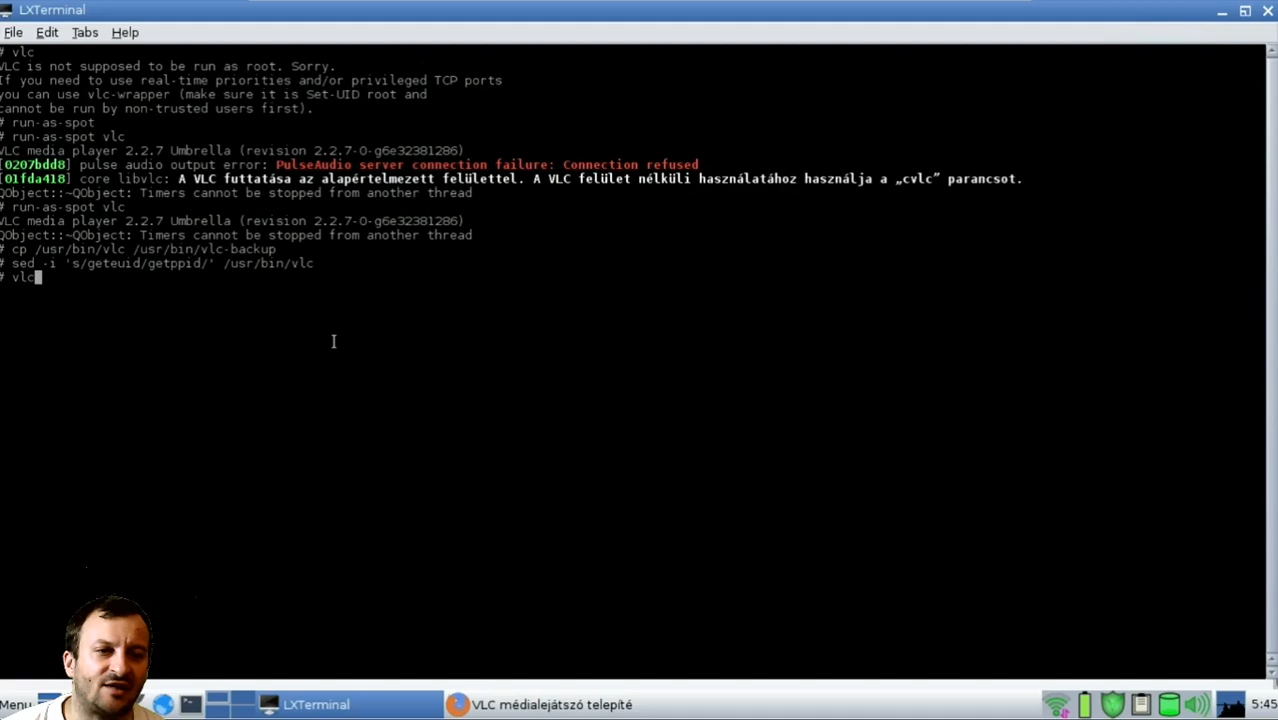 LXTerminal
File Edit Tabs Help
# vlc
VLC is not supposed to be run as root. Sorry.
If you need to use real-time priorities and/or privileged TCP ports
you can use vlc-wrapper (make sure it is Set-UID root and
cannot be run by non-trusted users first).
# run-as-spot
# run-as-spot vlc
VLC media player 2.2.7 Umbrella (revision 2.2.7-0-g6e32381286)
[0207bdd8] pulse audio output error: PulseAudio server connection failure: Connection refused
[01fda418] core libvlc: A VLC futtatása az alapértelmezett felülettel. A VLC felület nélküli használatához használja a „cvlc” parancsot.
QObject::~QObject: Timers cannot be stopped from another thread
# run-as-spot vlc
VLC media player 2.2.7 Umbrella (revision 2.2.7-0-g6e32381286)
QObject::~QObject: Timers cannot be stopped from another thread
# cp /usr/bin/vlc /usr/bin/vlc-backup
# sed -i 's/geteuid/getppid/' /usr/bin/vlc
# vlc
Menu LXTerminal VLC médialejátszó telepíté 5:45